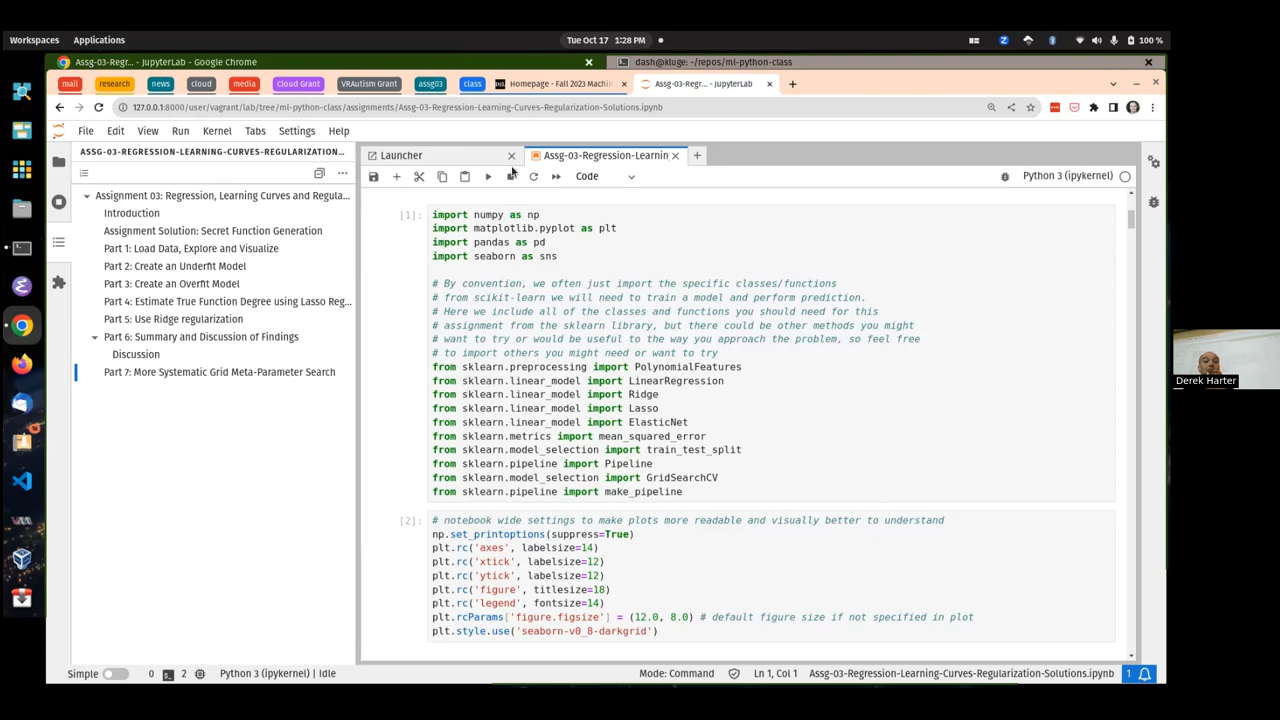 Workspaces Applications Tue Oct 17 1:28 PM 100 %
Assg-03-Reg... - JupyterLab - Google Chrome dash@kluge: ~/repos/ml-python-class
mail research news cloud media Cloud Grant VRAutism Grant assg03 class Homepage - Fall 2023 Machi Assg-03-Regr... - JupyterLab
127.0.0.1:8000/user/vagrant/lab/tree/ml-python-class/assignments/Assg-03-Regression-Learning-Curves-Regularization-Solutions.ipynb
File Edit View Run Kernel Tabs Settings Help
ASSG-03-REGRESSION-LEARNING-CURVES-REGULARIZATION...
Launcher Assg-03-Regression-Learnin
Code Python 3 (ipykernel)
Assignment 03: Regression, Learning Curves and Regula...
Introduction
Assignment Solution: Secret Function Generation
Part 1: Load Data, Explore and Visualize
Part 2: Create an Underfit Model
Part 3: Create an Overfit Model
Part 4: Estimate True Function Degree using Lasso Reg...
Part 5: Use Ridge regularization
Part 6: Summary and Discussion of Findings
Discussion
Part 7: More Systematic Grid Meta-Parameter Search
[1]: import numpy as np
import matplotlib.pyplot as plt
import pandas as pd
import seaborn as sns
# By convention, we often just import the specific classes/functions
# from scikit-learn we will need to train a model and perform prediction.
# Here we include all of the classes and functions you should need for this
# assignment from the sklearn library, but there could be other methods you might
# want to try or would be useful to the way you approach the problem, so feel free
# to import others you might need or want to try
from sklearn.preprocessing import PolynomialFeatures
from sklearn.linear_model import LinearRegression
from sklearn.linear_model import Ridge
from sklearn.linear_model import Lasso
from sklearn.linear_model import ElasticNet
from sklearn.metrics import mean_squared_error
from sklearn.model_selection import train_test_split
from sklearn.pipeline import Pipeline
from sklearn.model_selection import GridSearchCV
from sklearn.pipeline import make_pipeline
[2]: # notebook wide settings to make plots more readable and visually better to understand
np.set_printoptions(suppress=True)
plt.rc('axes', labelsize=14)
plt.rc('xtick', labelsize=12)
plt.rc('ytick', labelsize=12)
plt.rc('figure', titlesize=18)
plt.rc('legend', fontsize=14)
plt.rcParams['figure.figsize'] = (12.0, 8.0) # default figure size if not specified in plot
plt.style.use('seaborn-v0_8-darkgrid')
Derek Harter
Simple 0 2 Python 3 (ipykernel) | Idle Mode: Command Ln 1, Col 1 Assg-03-Regression-Learning-Curves-Regularization-Solutions.ipynb 1